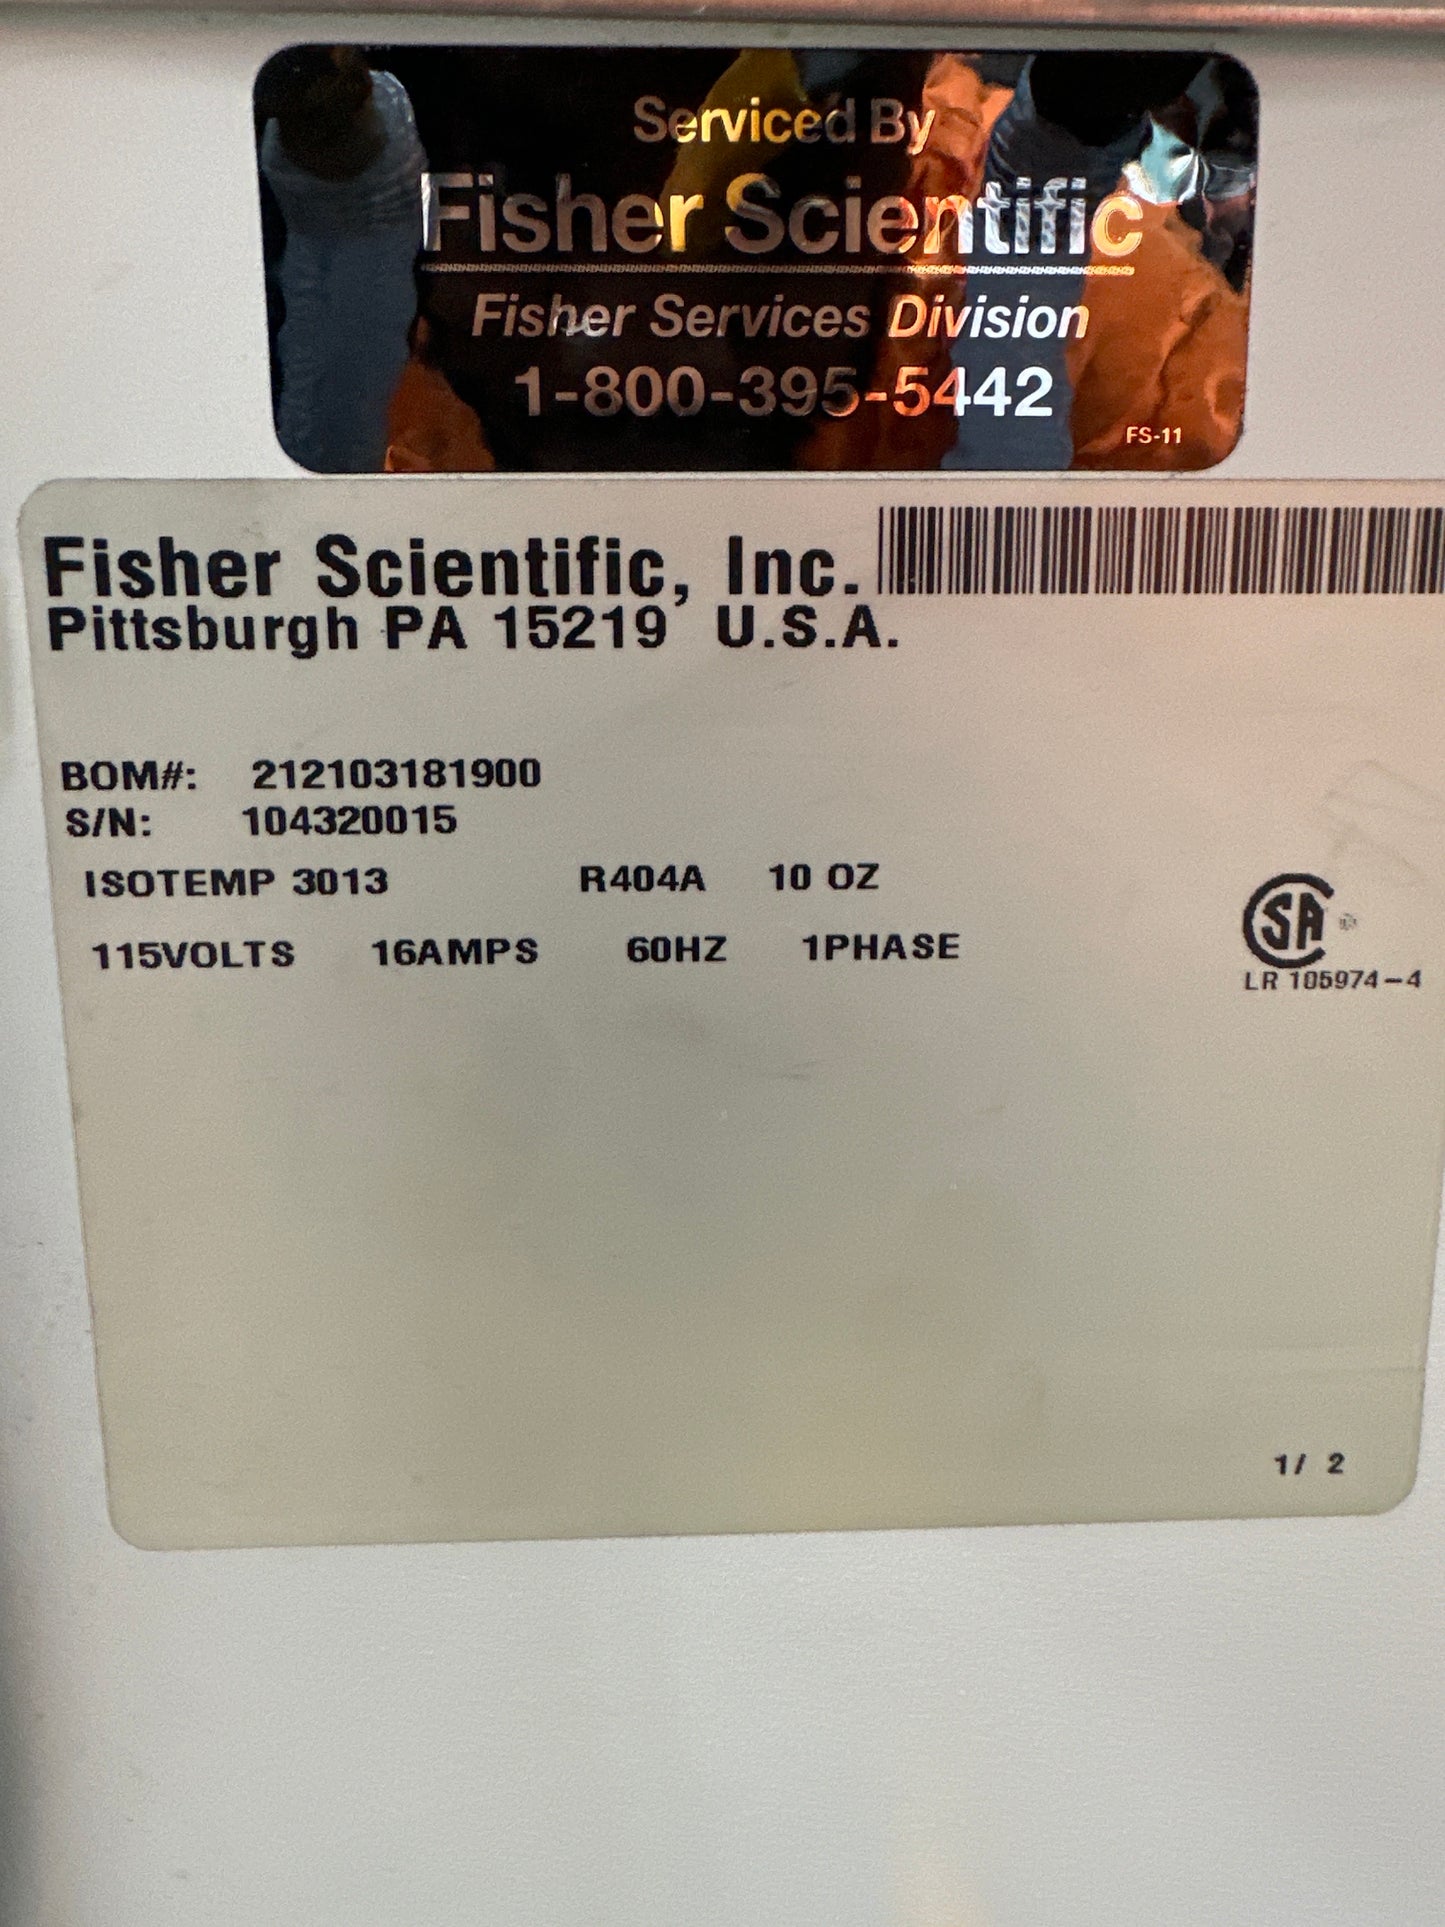 Serviced By
Fisher Scientific
Fisher Services Division
1-800-395-5442
FS-11
Fisher Scientific, Inc.
Pittsburgh PA 15219 U.S.A.
BOM#: 212103181900
S/N: 104320015
ISOTEMP 3013 R404A 10 OZ
115VOLTS 16AMPS 60HZ 1PHASE
SA
LR 105974-4
1/ 2